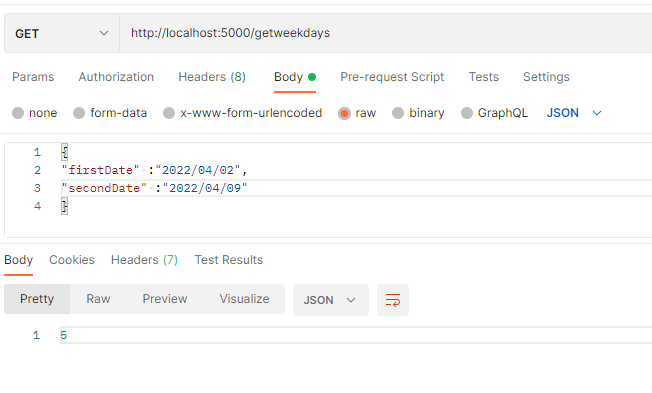 GET http://localhost:5000/getweekdays
Params Authorization Headers (8) Body Pre-request Script Tests Settings
none form-data x-www-form-urlencoded raw binary GraphQL JSON
1 {
2 "firstDate" :"2022/04/02",
3 "secondDate" :"2022/04/09"
4 }
Body Cookies Headers (7) Test Results
Pretty Raw Preview Visualize JSON
1 5